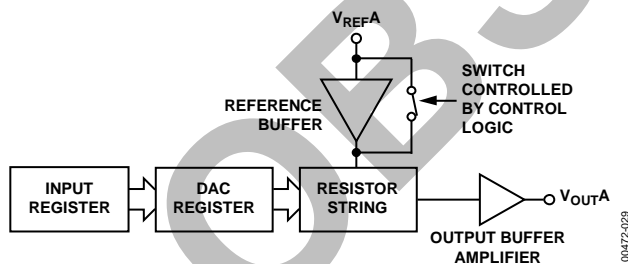 VREFA
REFERENCE
BUFFER
SWITCH
CONTROLLED
BY CONTROL
LOGIC
INPUT
REGISTER
DAC
REGISTER
RESISTOR
STRING
VOUTA
OUTPUT BUFFER
AMPLIFIER
00472-029